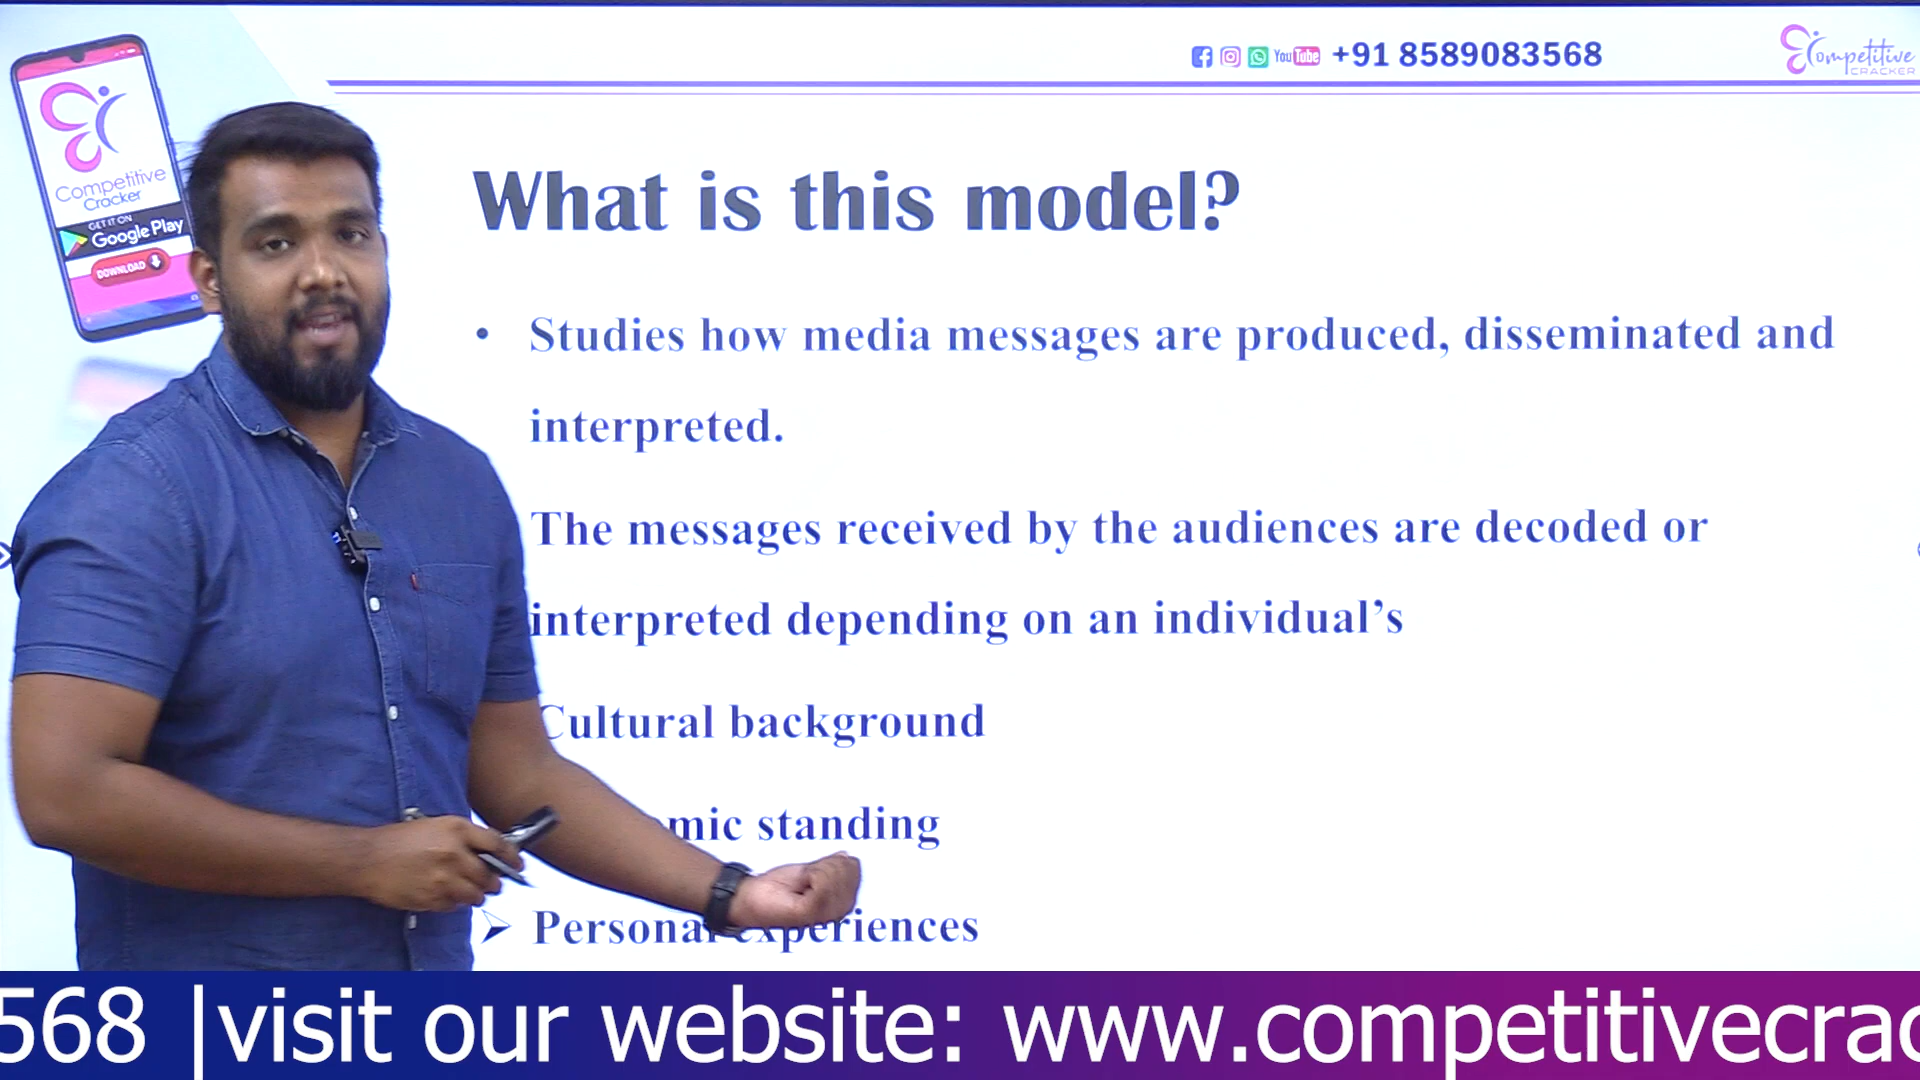 YouTube +91 8589083568
Competitive
CRACKER
Competitive
Cracker
GET IT ON
Google Play
DOWNLOAD
What is this model?
• Studies how media messages are produced, disseminated and
interpreted.
The messages received by the audiences are decoded or
interpreted depending on an individual’s
Cultural background
standing
➢ Personal experiences
568 |visit our website: www.competitivecrac